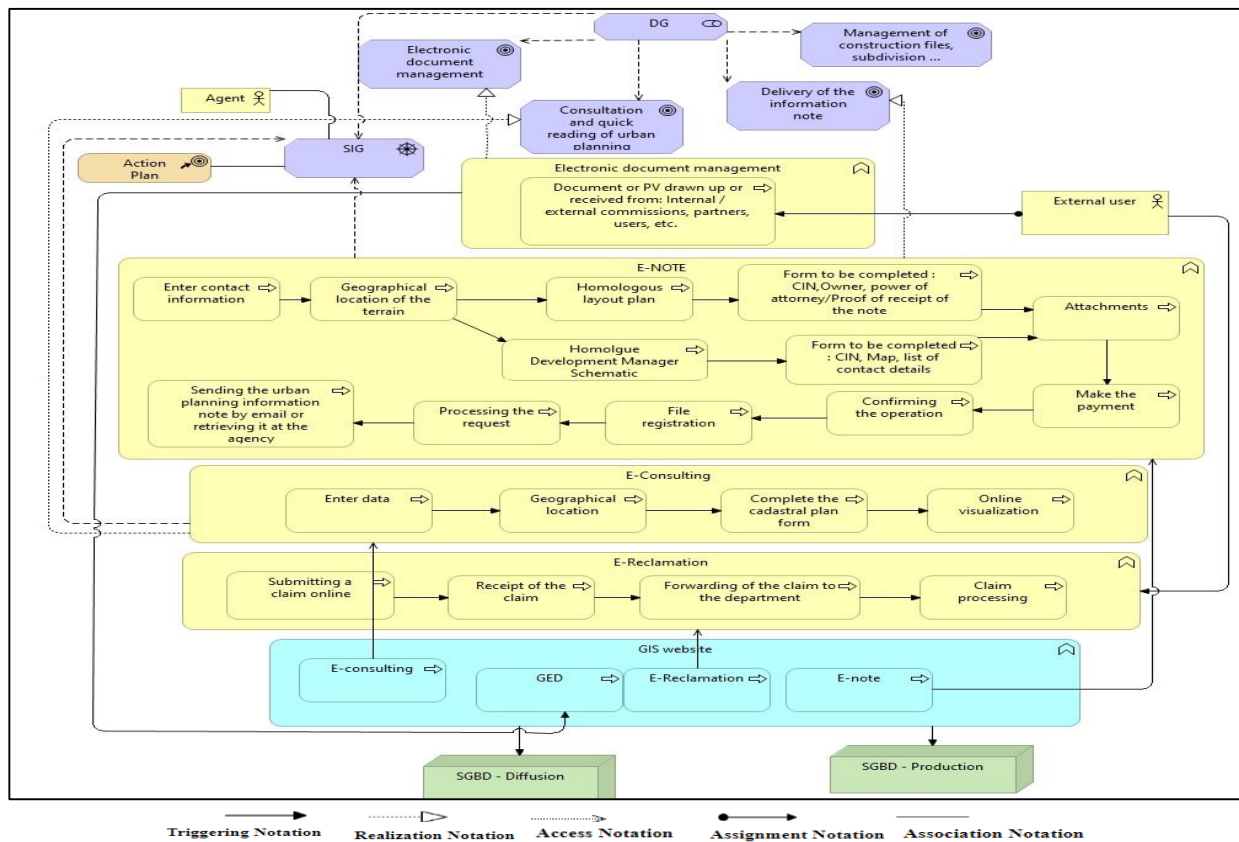 DG
Electronic
document
management
Management of
construction files,
subdivision ...
Agent
Consultation
and quick
reading of urban
planning
Delivery of the
information
note
SIG
Action
Plan
Electronic document management
Document or PV drawn up or
received from: Internal /
external commissions, partners,
users, etc.
External user
E-NOTE
Enter contact
information
Geographical
location of the
terrain
Homologous
layout plan
Form to be completed :
CIN,Owner, power of
attorney/Proof of receipt of
the note
Attachments
Homolgue
Development Manager
Schematic
Form to be completed
: CIN, Map, list of
contact details
Sending the urban
planning information
note by email or
retrieving it at the
agency
Processing the
request
File
registration
Confirming
the operation
Make the
payment
E-Consulting
Enter data
Geographical
location
Complete the
cadastral plan
form
Online
visualization
E-Reclamation
Submitting a
claim online
Receipt of the
claim
Forwarding of the claim to
the department
Claim
processing
GIS website
E-consulting
GED
E-Reclamation
E-note
SGBD - Diffusion
SGBD - Production
Triggering Notation
Realization Notation
Access Notation
Assignment Notation
Association Notation